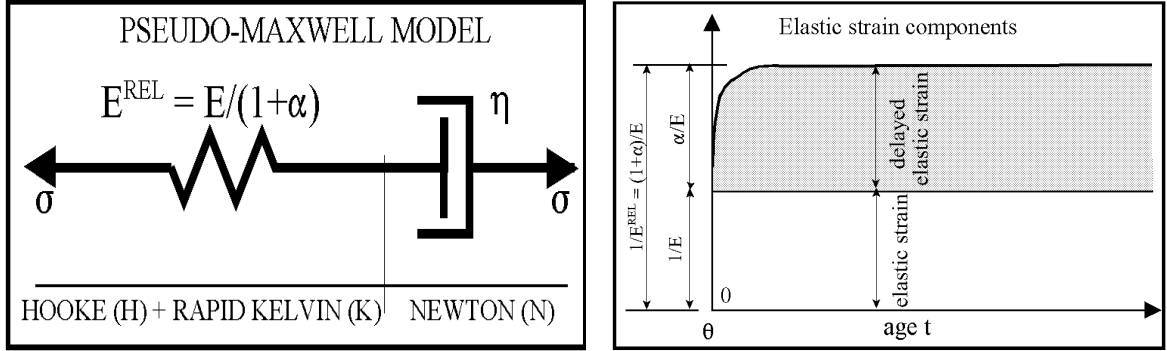 PSEUDO-MAXWELL MODEL
E^REL = E/(1+α)
η
σ
σ
HOOKE (H) + RAPID KELVIN (K)
NEWTON (N)
Elastic strain components
1/E^REL = (1+α)/E
α/E
1/E
delayed
elastic strain
elastic strain
0
θ
age t